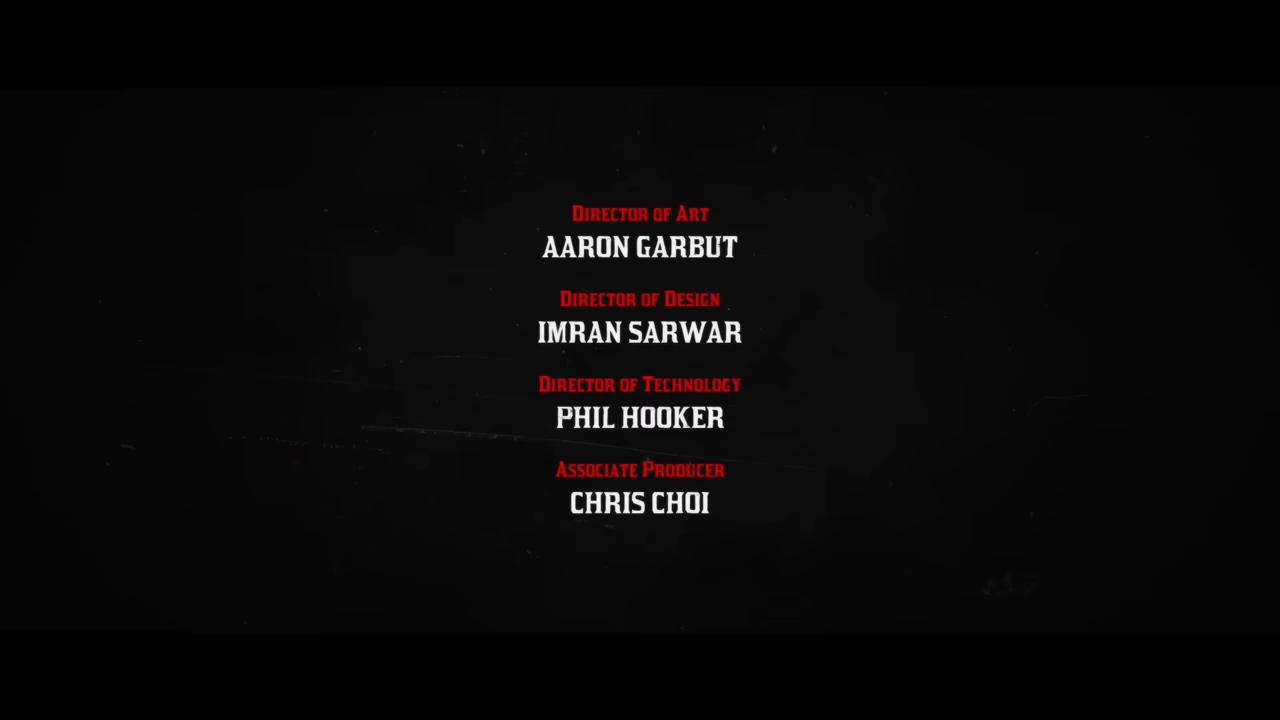 Director of Art
AARON GARBUT
Director of Design
IMRAN SARWAR
Director of Technology
PHIL HOOKER
Associate Producer
CHRIS CHOI